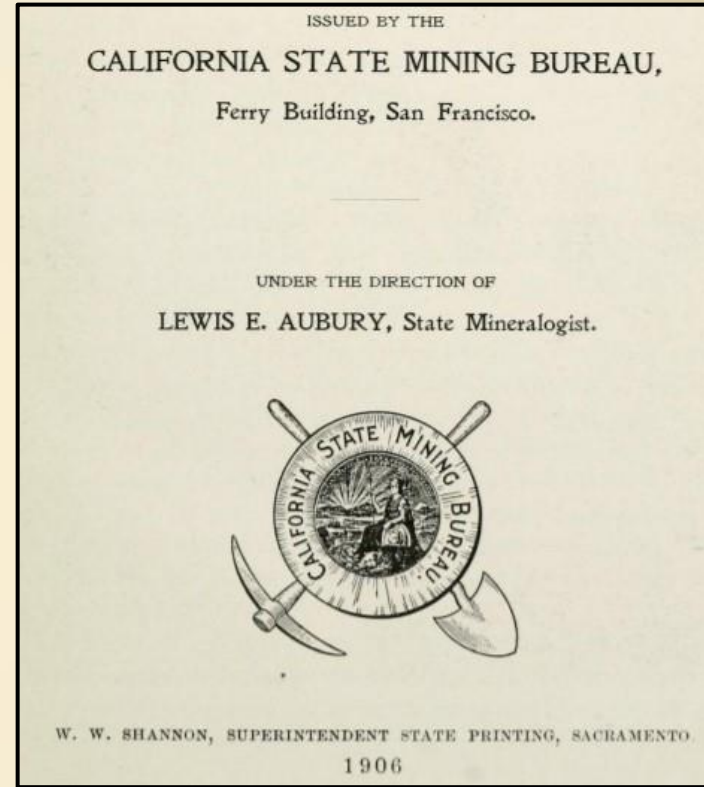 ISSUED BY THE
CALIFORNIA STATE MINING BUREAU,
Ferry Building, San Francisco.
UNDER THE DIRECTION OF
LEWIS E. AUBURY, State Mineralogist.
CALIFORNIA STATE MINING BUREAU.
W. W. SHANNON, SUPERINTENDENT STATE PRINTING, SACRAMENTO
1906